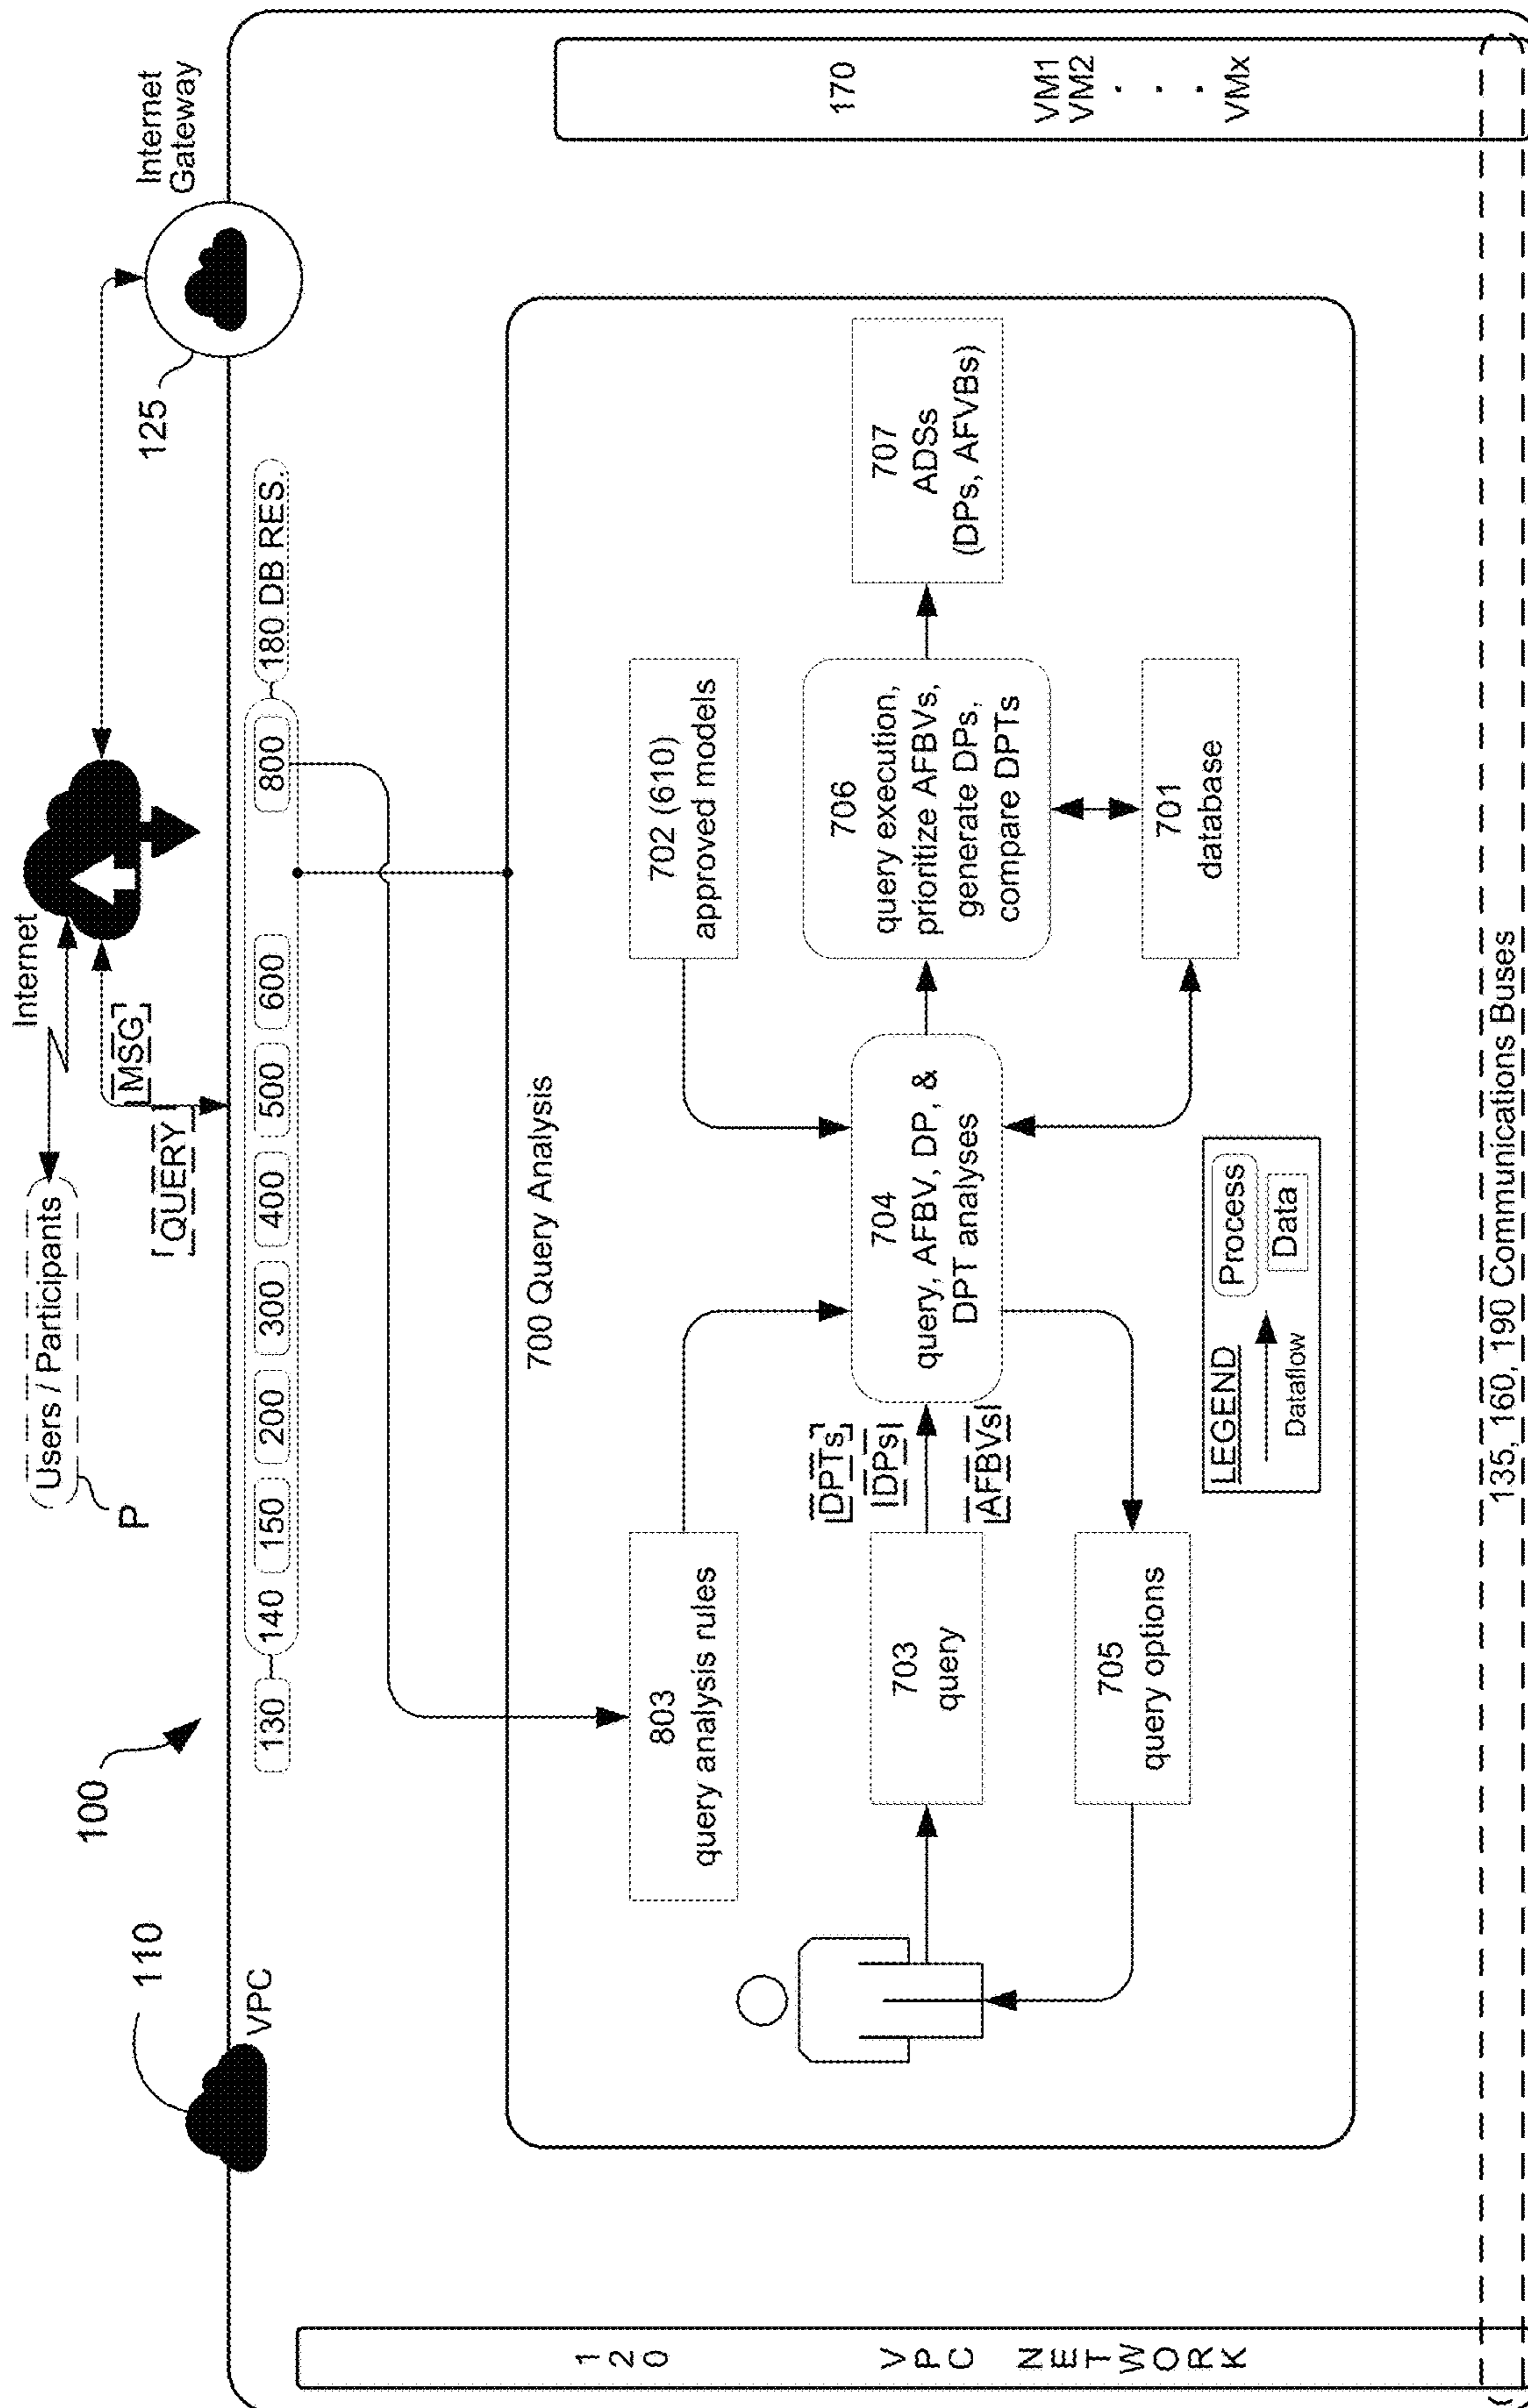 Users / Participants
P
Internet
[MSG]
[QUERY]
Internet
Gateway
125
100
110
VPC
130
140
150
200
300
400
500
600
800
180 DB RES.
700 Query Analysis
803
query analysis rules
702 (610)
approved models
703
query
[DPTs]
[DPs]
[AFBVs]
704
query, AFBV, DP, &
DPT analyses
706
query execution,
prioritize AFBVs,
generate DPs,
compare DPTs
707
ADSs
(DPs, AFVBs)
705
query options
701
database
LEGEND
Process
Dataflow
Data
120
VPC NETWORK
170
VM1
VM2
.
.
.
VMx
135, 160, 190 Communications Buses